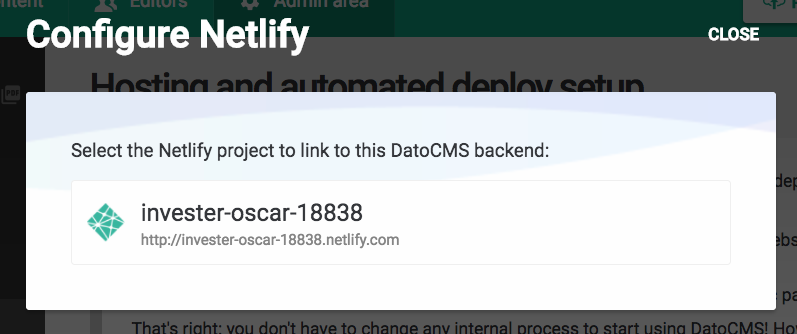 ntent
Editors
Admin area
Configure Netlify
CLOSE
Hosting and automated deploy setup
PDF
Select the Netlify project to link to this DatoCMS backend:
invester-oscar-18838
http://invester-oscar-18838.netlify.com
dep
ebs
pa
That's right: you don't have to change any internal process to start using DatoCMS! Ho